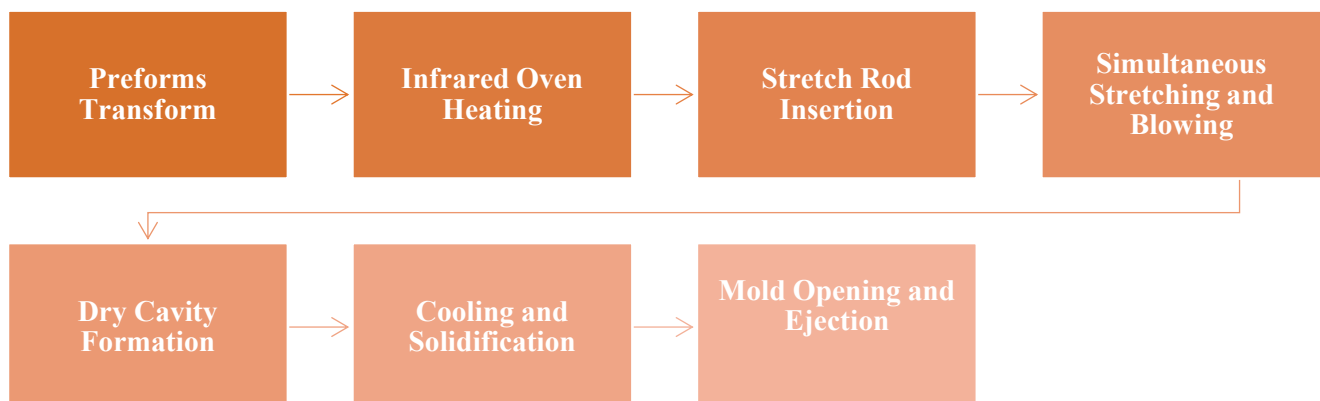 Preforms
Transform
Infrared Oven
Heating
Stretch Rod
Insertion
Simultaneous
Stretching and
Blowing
Dry Cavity
Formation
Cooling and
Solidification
Mold Opening and
Ejection